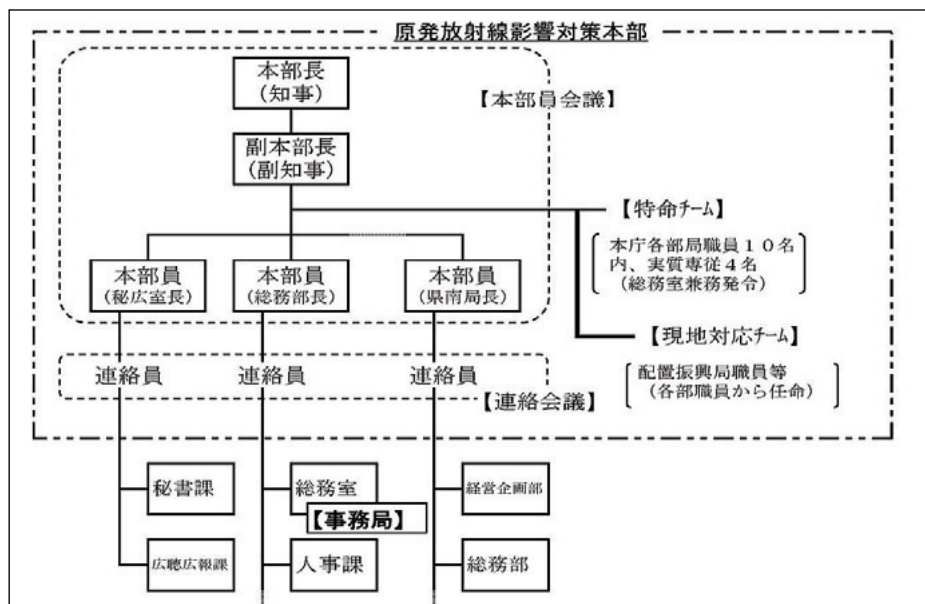 原発放射線影響対策本部
本部長
(知事)
【本部員会議】
副本部長
(副知事)
【特命チーム】
本庁各部局職員１０名
内、実質専従４名
(総務室兼務発令)
本部員
(秘広室長)
本部員
(総務部長)
本部員
(県南局長)
【現地対応チーム】
配置振興局職員等
(各部職員から任命)
連絡員
連絡員
連絡員
【連絡会議】
秘書課
総務室
【事務局】
経営企画部
広聴広報課
人事課
総務部